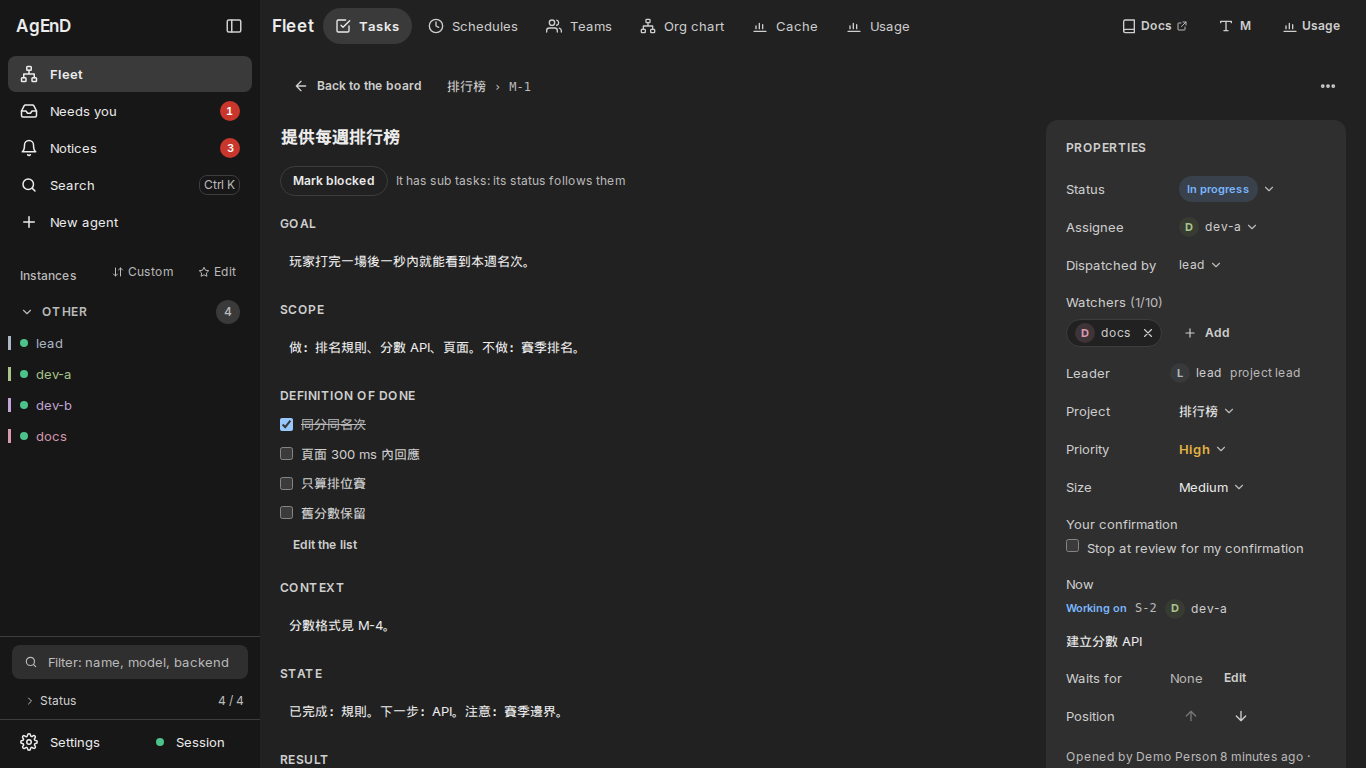 AgEnD
Fleet
Needs you
1
Notices
3
Search
Ctrl K
New agent
Instances
Custom
Edit
OTHER
4
lead
dev-a
dev-b
docs
Filter: name, model, backend
Status
4 / 4
Settings
Session
Fleet
Tasks
Schedules
Teams
Org chart
Cache
Usage
Docs
M
Usage
Back to the board
排行榜 › M-1
提供每週排行榜
Mark blocked
It has sub tasks: its status follows them
GOAL
玩家打完一場後一秒內就能看到本週名次。
SCOPE
做：排名規則、分數 API、頁面。不做：賽季排名。
DEFINITION OF DONE
同分同名次
頁面 300 ms 內回應
只算排位賽
舊分數保留
Edit the list
CONTEXT
分數格式見 M-4。
STATE
已完成：規則。下一步：API。注意：賽季邊界。
RESULT
PROPERTIES
Status
In progress
Assignee
D dev-a
Dispatched by
lead
Watchers (1/10)
D docs
Add
Leader
L lead project lead
Project
排行榜
Priority
High
Size
Medium
Your confirmation
Stop at review for my confirmation
Now
Working on S-2 D dev-a
建立分數 API
Waits for
None
Edit
Position
Opened by Demo Person 8 minutes ago ·